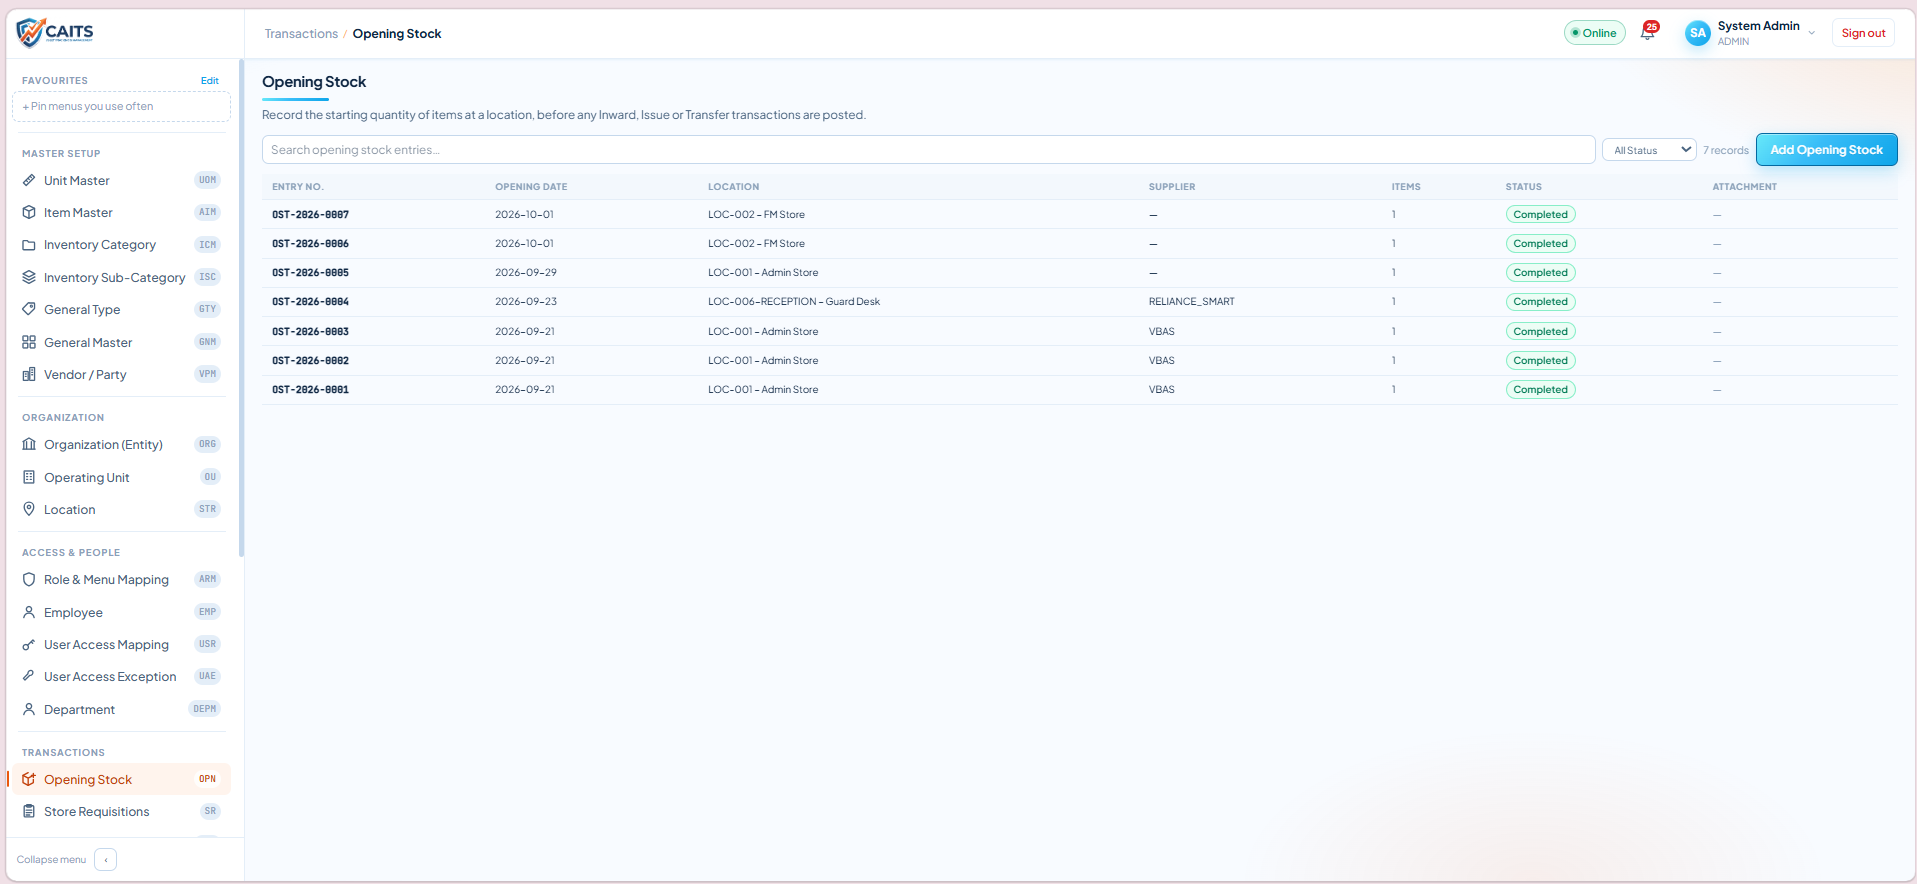 CAITS
Transactions / Opening Stock
Online
25
SA
System Admin
ADMIN
Sign out
FAVOURITES
Edit
+ Pin menus you use often
MASTER SETUP
Unit Master UOM
Item Master AIM
Inventory Category ICM
Inventory Sub-Category ISC
General Type GTY
General Master GNM
Vendor / Party VPM
ORGANIZATION
Organization (Entity) ORG
Operating Unit OU
Location STR
ACCESS & PEOPLE
Role & Menu Mapping ARM
Employee EMP
User Access Mapping USR
User Access Exception UAE
Department DEPM
TRANSACTIONS
Opening Stock OPN
Store Requisitions SR
Collapse menu ‹
Opening Stock
Record the starting quantity of items at a location, before any Inward, Issue or Transfer transactions are posted.
Search opening stock entries...
All Status
7 records
Add Opening Stock
ENTRY NO. OPENING DATE LOCATION SUPPLIER ITEMS STATUS ATTACHMENT
OST-2026-0007 2026-10-01 LOC-002 - FM Store — 1 Completed —
OST-2026-0006 2026-10-01 LOC-002 - FM Store — 1 Completed —
OST-2026-0005 2026-09-29 LOC-001 - Admin Store — 1 Completed —
OST-2026-0004 2026-09-23 LOC-006-RECEPTION - Guard Desk RELIANCE_SMART 1 Completed —
OST-2026-0003 2026-09-21 LOC-001 - Admin Store VBAS 1 Completed —
OST-2026-0002 2026-09-21 LOC-001 - Admin Store VBAS 1 Completed —
OST-2026-0001 2026-09-21 LOC-001 - Admin Store VBAS 1 Completed —